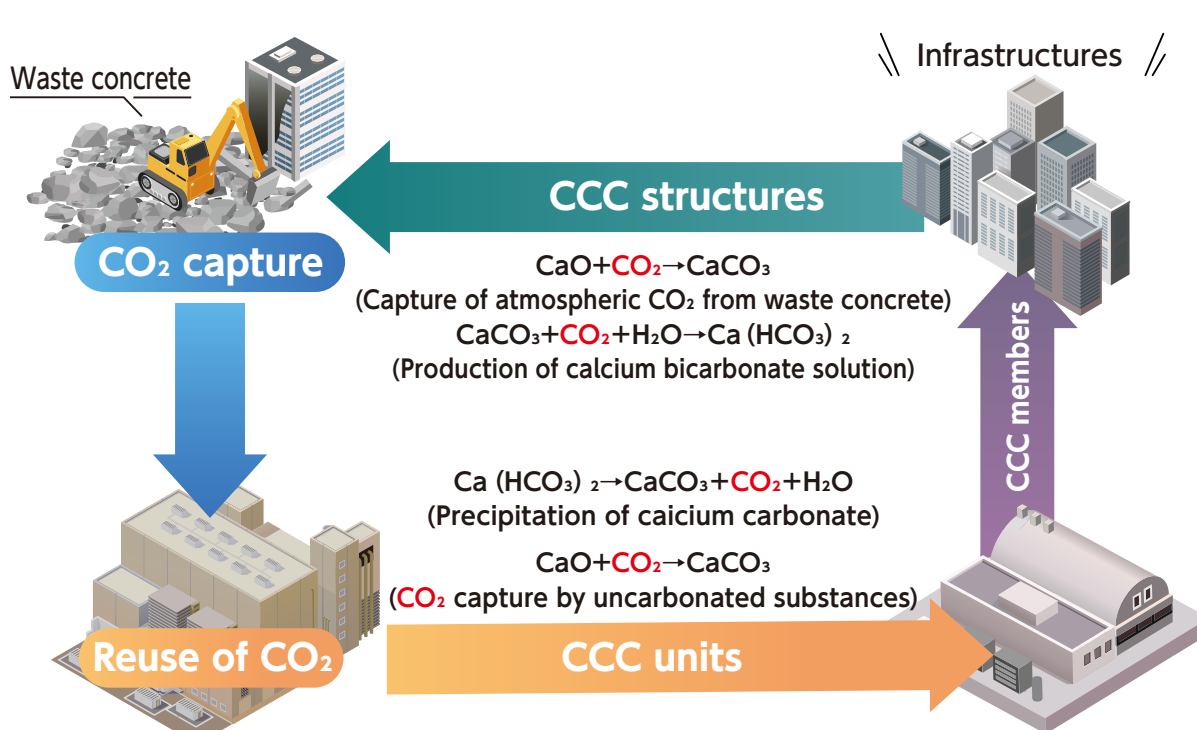 Infrastructures
Waste concrete
CCC structures
CO₂ capture
CaO+CO₂→CaCO₃
(Capture of atmospheric CO₂ from waste concrete)
CaCO₃+CO₂+H₂O→Ca (HCO₃) ₂
(Production of calcium bicarbonate solution)
CCC members
Ca (HCO₃) ₂→CaCO₃+CO₂+H₂O
(Precipitation of caicium carbonate)
CaO+CO₂→CaCO₃
(CO₂ capture by uncarbonated substances)
Reuse of CO₂
CCC units